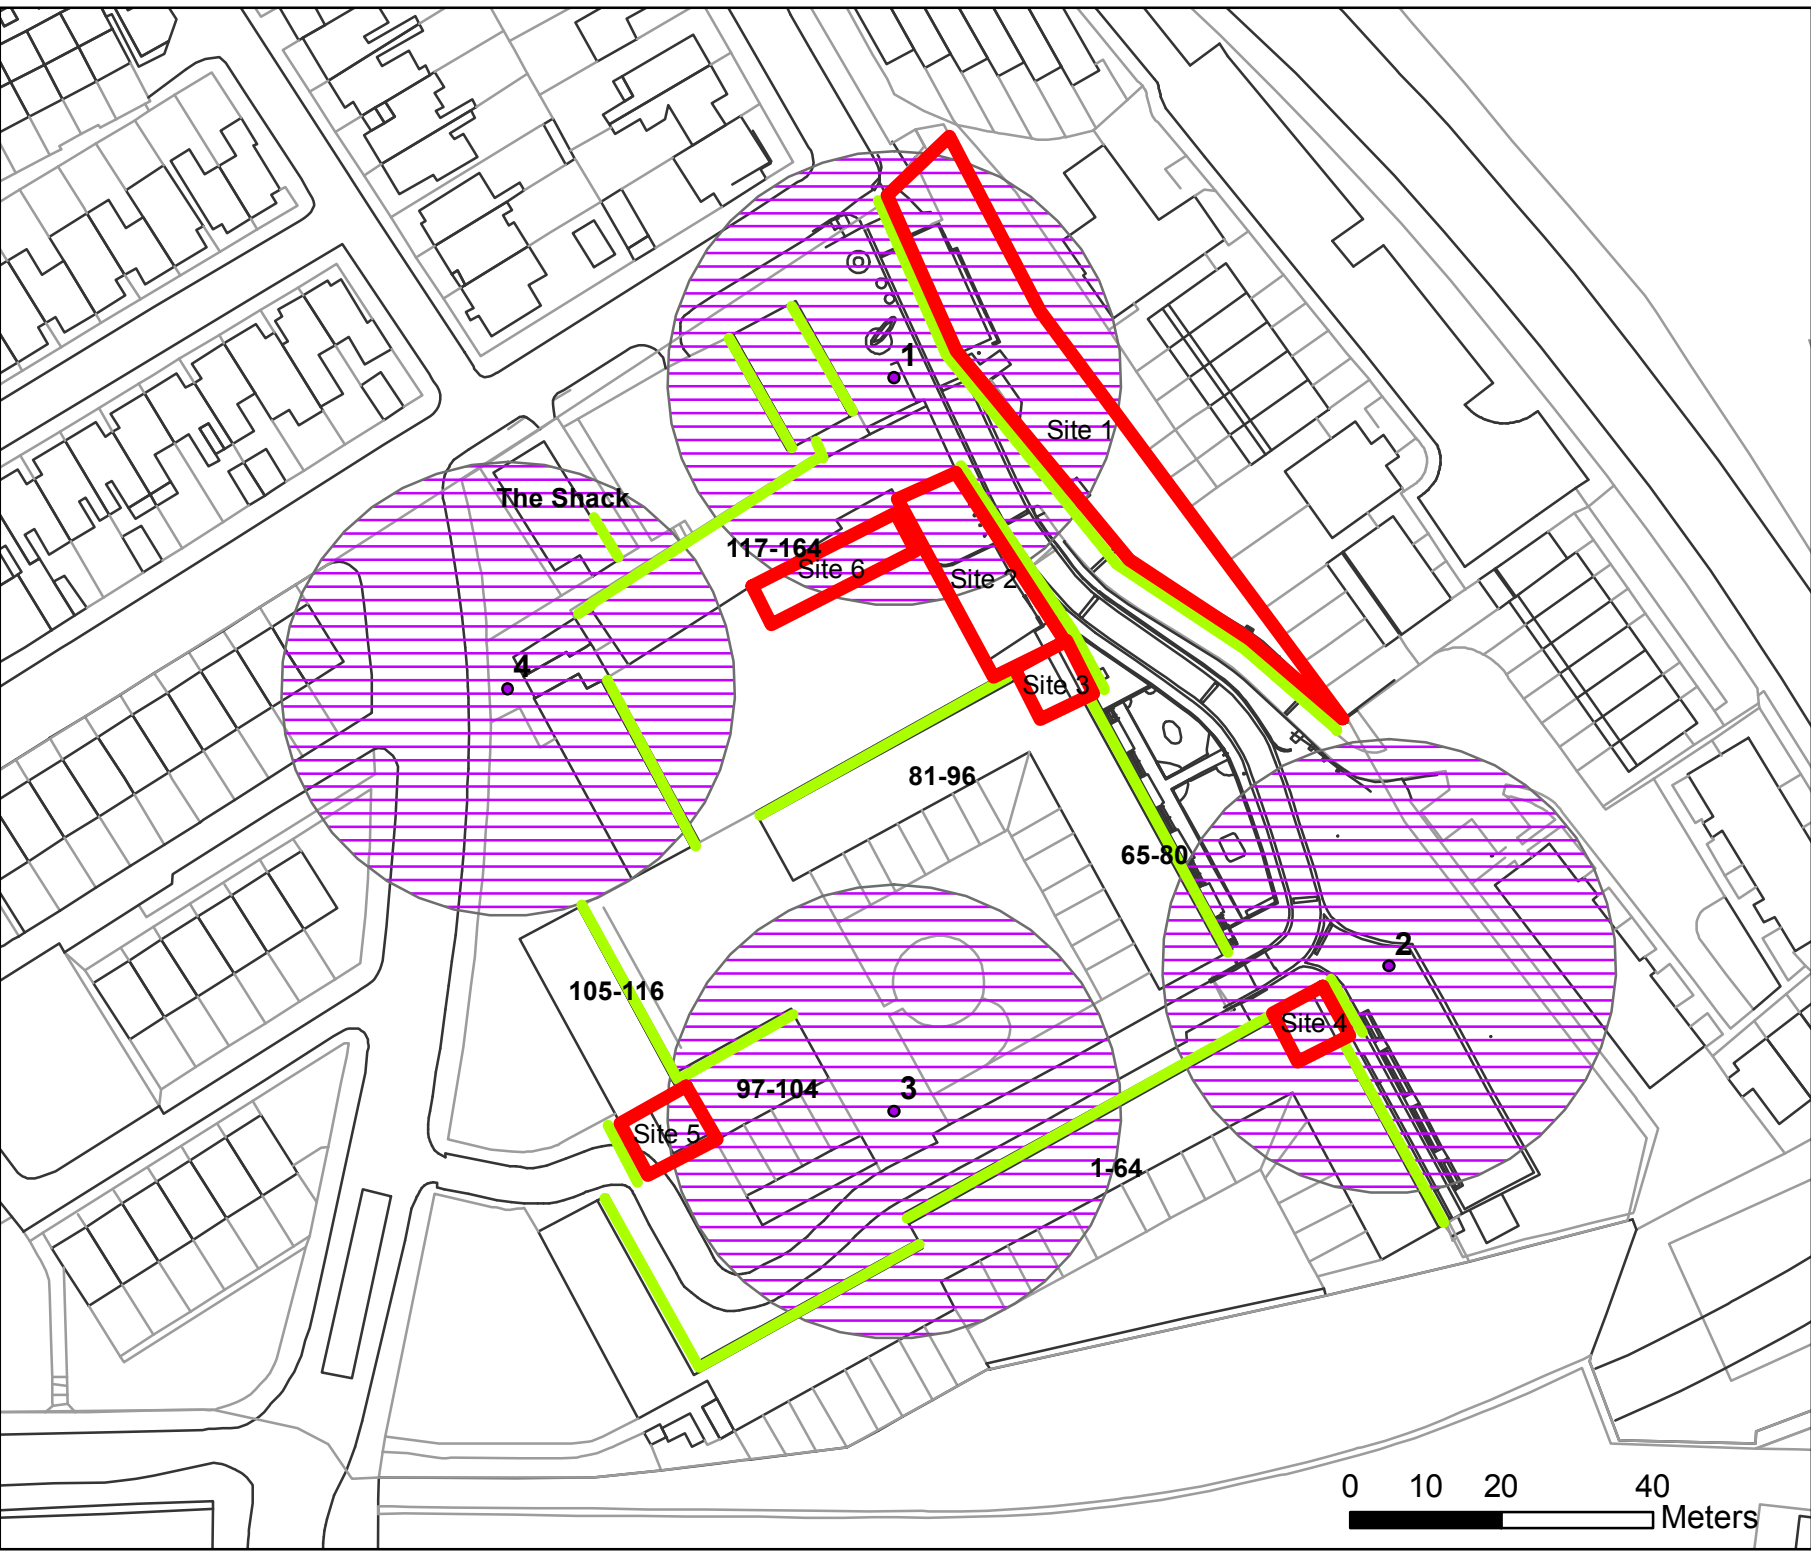 1
Site 1
The Shack
117-164
Site 6
Site 2
4
Site 3
81-96
65-80
2
105-116
Site 4
97-104
3
Site 5
1-64
0 10 20 40
Meters